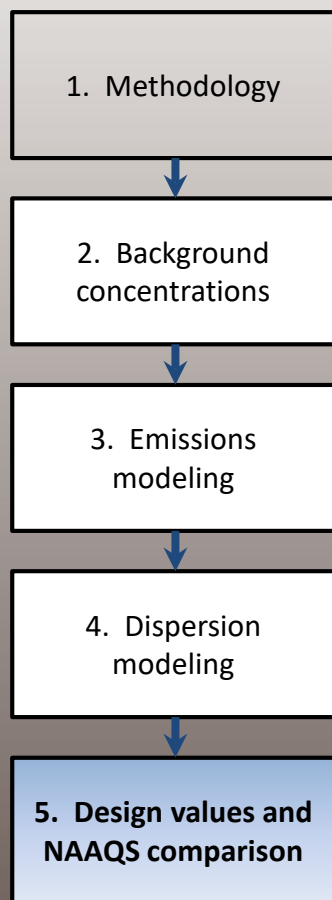 1. Methodology
2. Background
concentrations
3. Emissions
modeling
4. Dispersion
modeling
5. Design values and
NAAQS comparison